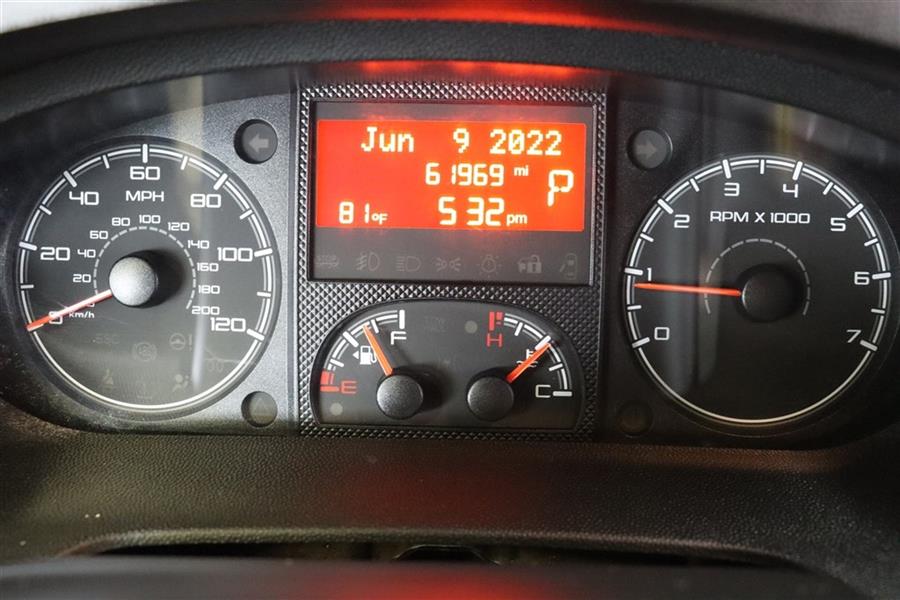 Jun 9 2022
61969 mi
P
81°F 5 32 pm
0 20 40 60 80 100 120
MPH
20 40 60 80 100 120 140 160 180 200
km/h
ESC
E F
H C
0 1 2 3 4 5 6 7
RPM X 1000